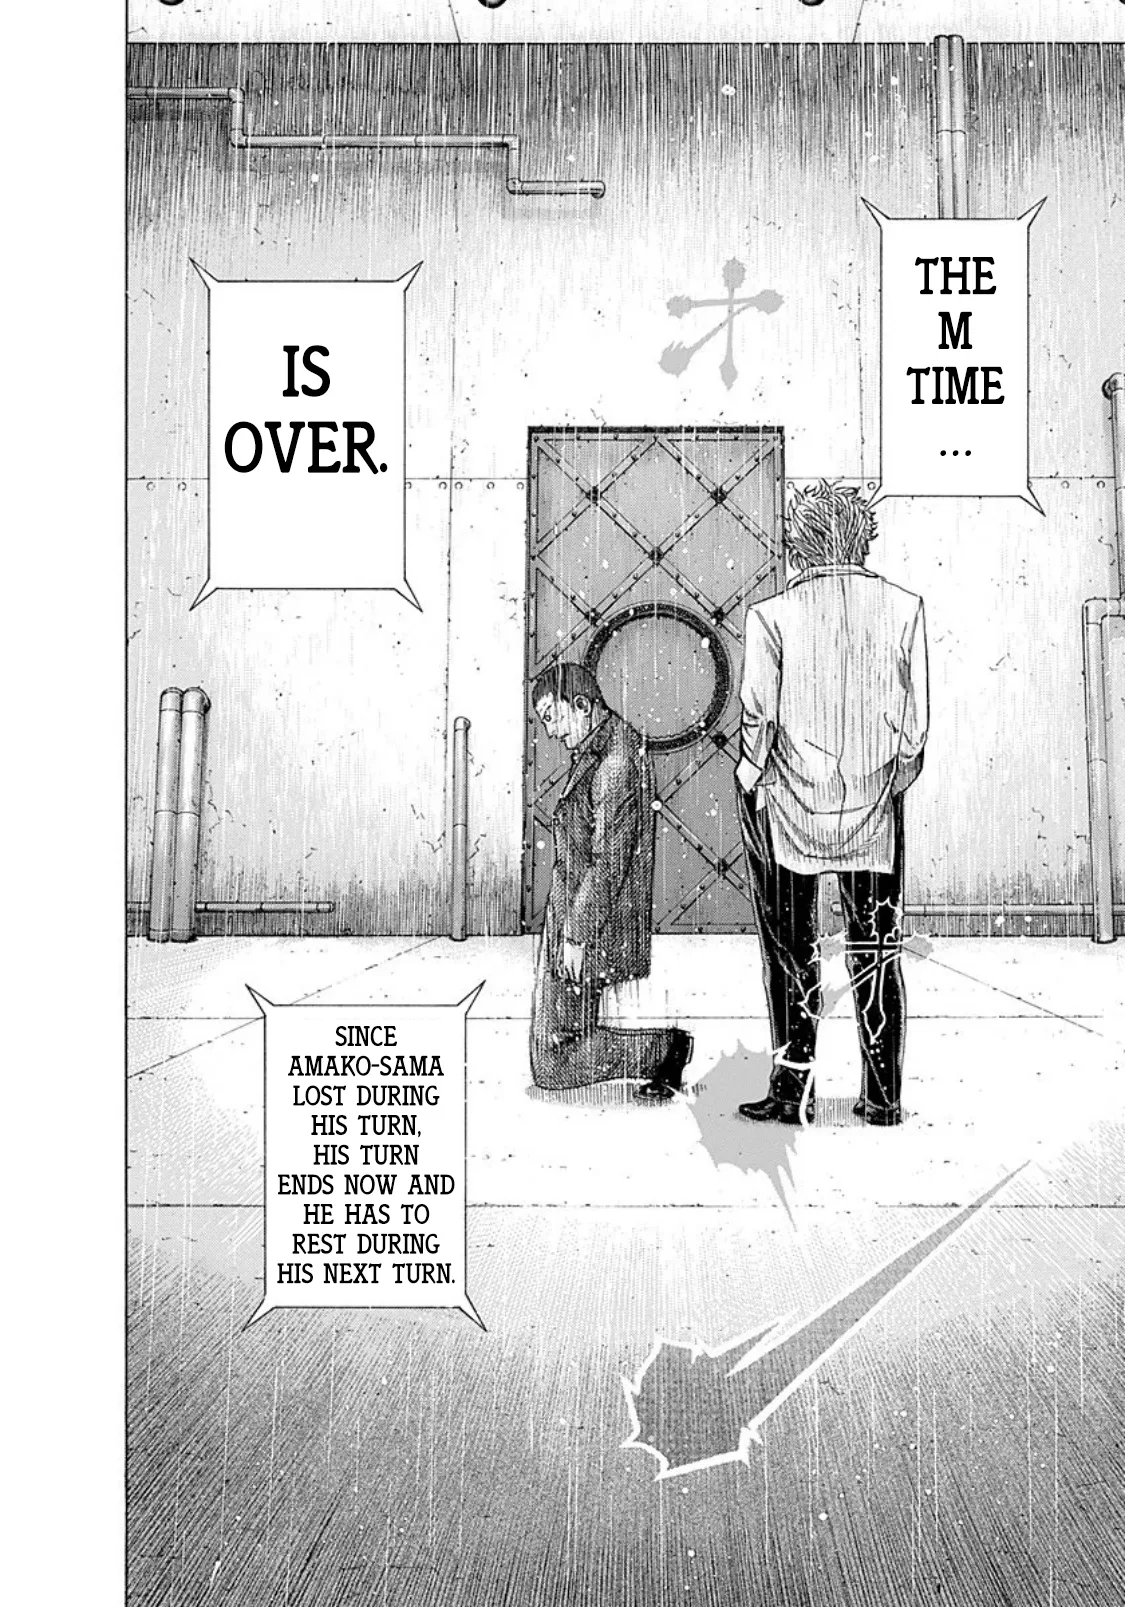 THE
M
TIME
...
IS
OVER.
SINCE
AMAKO-SAMA
LOST DURING
HIS TURN,
HIS TURN
ENDS NOW AND
HE HAS TO
REST DURING
HIS NEXT TURN.